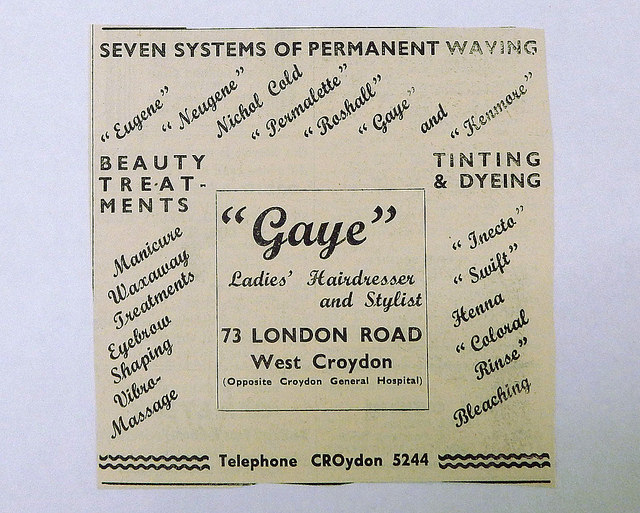 SEVEN SYSTEMS OF PERMANENT WAVING
"Eugene"
"Neugene"
Nichol Cold
"Permalette"
"Roshall"
"Gaye"
and
"Kenmore"
BEAUTY
TREAT-
MENTS
Manicure
Waxaway
Treatments
Eyebrow
Shaping
Vibro-
Massage
"Gaye"
Ladies' Hairdresser
and Stylist
73 LONDON ROAD
West Croydon
(Opposite Croydon General Hospital)
TINTING
& DYEING
"Inecto"
"Swift"
Henna
"Coloral
Rinse"
Bleaching
Telephone CROydon 5244